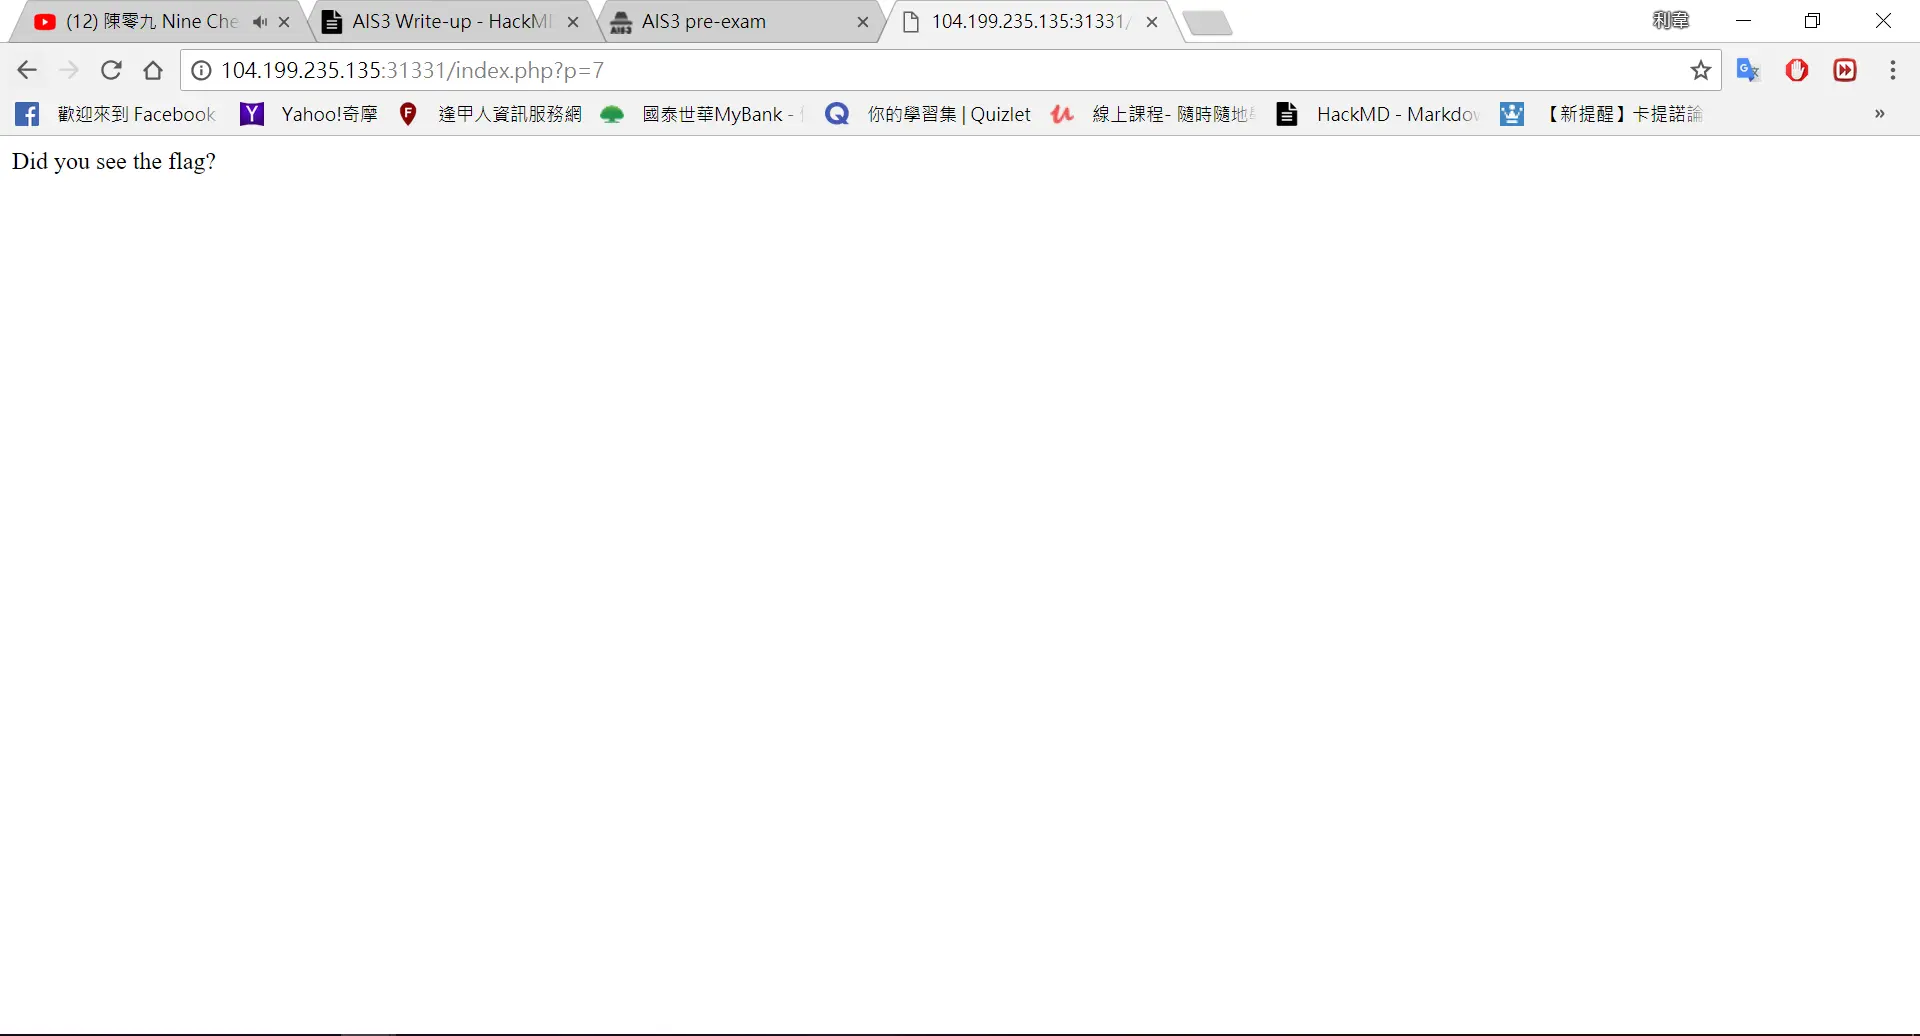 (12) 陳零九 Nine Che
AIS3 Write-up - HackM
AIS3 pre-exam
104.199.235.135:31331/
利韋
104.199.235.135:31331/index.php?p=7
歡迎來到 Facebook
Yahoo!奇摩
逢甲人資訊服務網
國泰世華MyBank -
你的學習集 | Quizlet
線上課程- 隨時隨地
HackMD - Markdo
【新提醒】卡提諾論
Did you see the flag?